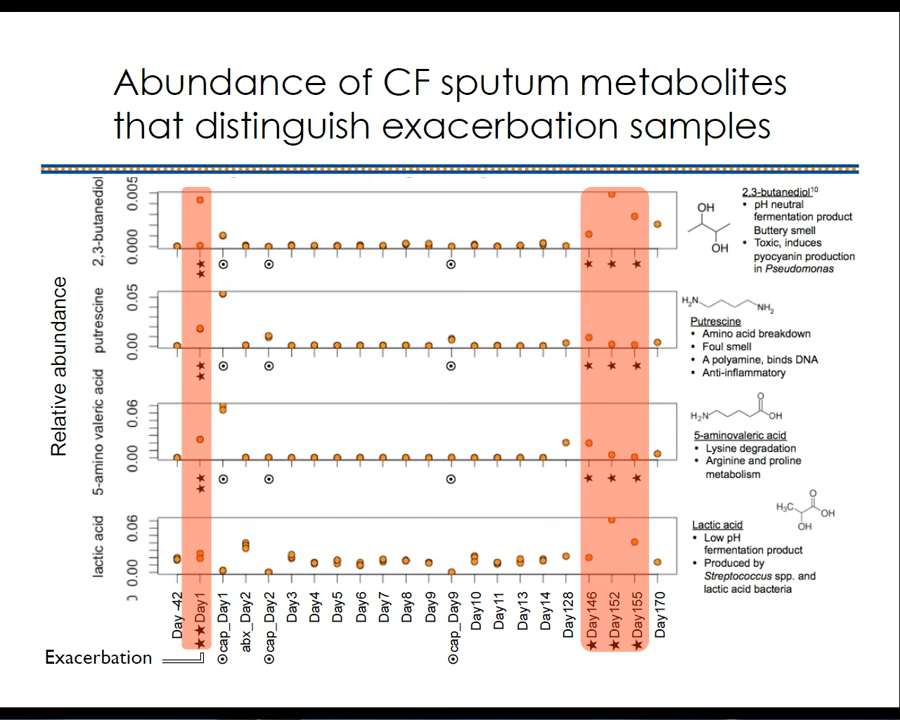 Abundance of CF sputum metabolites
that distinguish exacerbation samples
Relative abundance
2,3-butanediol
0.005
0.000
putrescine
0.05
0.00
5-amino valeric acid
0.06
0.00
lactic acid
0.06
0.00
Day -42
★★Day1
⊙cap_Day1
abx_Day2
⊙cap_Day2
Day3
Day4
Day5
Day6
Day7
Day8
Day9
⊙cap_Day9
Day10
Day11
Day13
Day14
Day128
★Day146
★Day152
★Day155
Day170
Exacerbation
OH
OH
2,3-butanediol10
• pH neutral
fermentation product
Buttery smell
• Toxic, induces
pyocyanin production
in Pseudomonas
H2N
NH2
Putrescine
• Amino acid breakdown
• Foul smell
• A polyamine, binds DNA
• Anti-inflammatory
O
H2N
OH
5-aminovaleric acid
• Lysine degradation
• Arginine and proline
metabolism
O
H3C
OH
OH
Lactic acid
• Low pH
fermentation product
• Produced by
Streptococcus spp. and
lactic acid bacteria